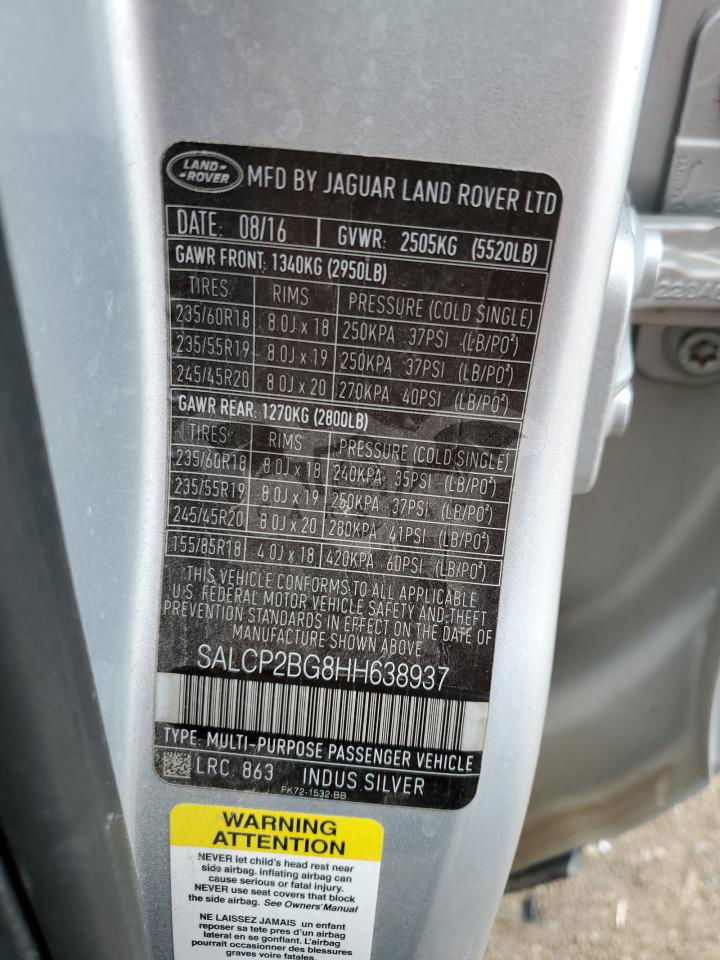 LAND-
-ROVER
MFD BY JAGUAR LAND ROVER LTD
DATE: 08/16 GVWR: 2505KG (5520LB)
GAWR FRONT: 1340KG (2950LB)
TIRES RIMS PRESSURE (COLD SINGLE)
235/60R18 8.0J x 18 250KPA 37PSI (LB/PO²)
235/55R19 8.0J x 19 250KPA 37PSI (LB/PO²)
245/45R20 8.0J x 20 270KPA 40PSI (LB/PO²)
GAWR REAR: 1270KG (2800LB)
TIRES RIMS PRESSURE (COLD SINGLE)
235/60R18 8.0J x 18 240KPA 35PSI (LB/PO²)
235/55R19 8.0J x 19 250KPA 37PSI (LB/PO²)
245/45R20 8.0J x 20 280KPA 41PSI (LB/PO²)
155/85R18 4.0J x 18 420KPA 60PSI (LB/PO²)
THIS VEHICLE CONFORMS TO ALL APPLICABLE
U.S. FEDERAL MOTOR VEHICLE SAFETY AND THEFT
PREVENTION STANDARDS IN EFFECT ON THE DATE OF
MANUFACTURE SHOWN ABOVE
SALCP2BG8HH638937
TYPE: MULTI-PURPOSE PASSENGER VEHICLE
LRC: 863 INDUS SILVER
FK72-1532-BB
WARNING
ATTENTION
NEVER let child's head rest near
side airbag. inflating airbag can
cause serious or fatal injury.
NEVER use seat covers that block
the side airbag. See Owners' Manual
NE LAISSEZ JAMAIS un enfant
reposer sa tete pres d'un airbag
lateral en se gonflant. L'airbag
pourrait occasionner des blessures
graves voire fatales.